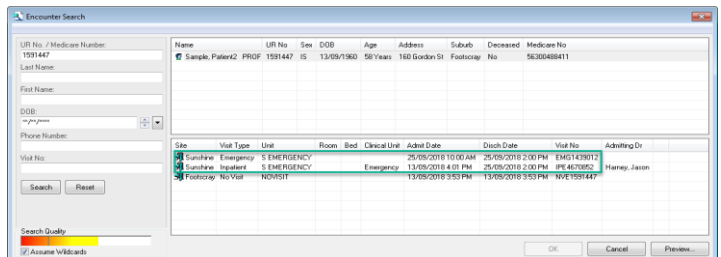 Encounter Search
UR No. / Medicare Number:
1591447
Last Name:
First Name:
DOB:
**/**/****
Phone Number:
Visit No:
Search Reset
Search Quality
Assume Wildcards
Name UR No Sex DOB Age Address Suburb Deceased Medicare No
Sample, Patient2 PROF 1591447 IS 13/09/1960 58 Years 160 Gordon St Footscray No 56300488411
Site Visit Type Unit Room Bed Clinical Unit Admit Date Disch Date Visit No Admitting Dr
Sunshine Emergency S EMERGENCY 25/09/2018 10:00 AM 25/09/2018 2:00 PM EMG1439012
Sunshine Inpatient S EMERGENCY Emergency 13/09/2018 4:01 PM 25/09/2018 2:00 PM IPE4670852 Harney, Jason
Footscray No Visit NOVISIT 13/09/2018 3:53 PM 13/09/2018 3:53 PM NVE1591447
OK Cancel Preview...